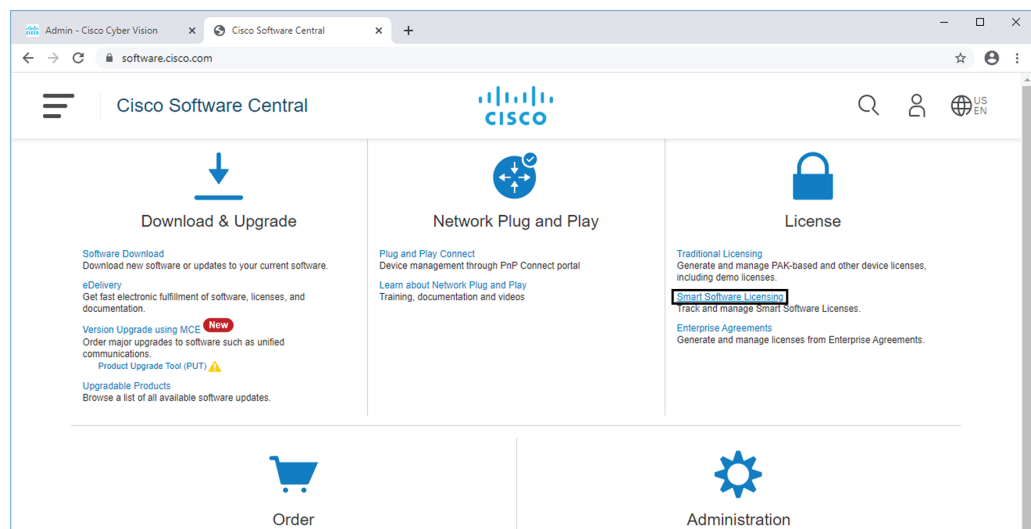 Admin - Cisco Cyber Vision
Cisco Software Central
software.cisco.com
Cisco Software Central
CISCO
US
EN
Download & Upgrade
Software Download
Download new software or updates to your current software.
eDelivery
Get fast electronic fulfillment of software, licenses, and
documentation.
Version Upgrade using MCE New
Order major upgrades to software such as unified
communications.
Product Upgrade Tool (PUT)
Upgradable Products
Browse a list of all available software updates.
Network Plug and Play
Plug and Play Connect
Device management through PnP Connect portal
Learn about Network Plug and Play
Training, documentation and videos
License
Traditional Licensing
Generate and manage PAK-based and other device licenses,
including demo licenses.
Smart Software Licensing
Track and manage Smart Software Licenses.
Enterprise Agreements
Generate and manage licenses from Enterprise Agreements.
Order
Administration